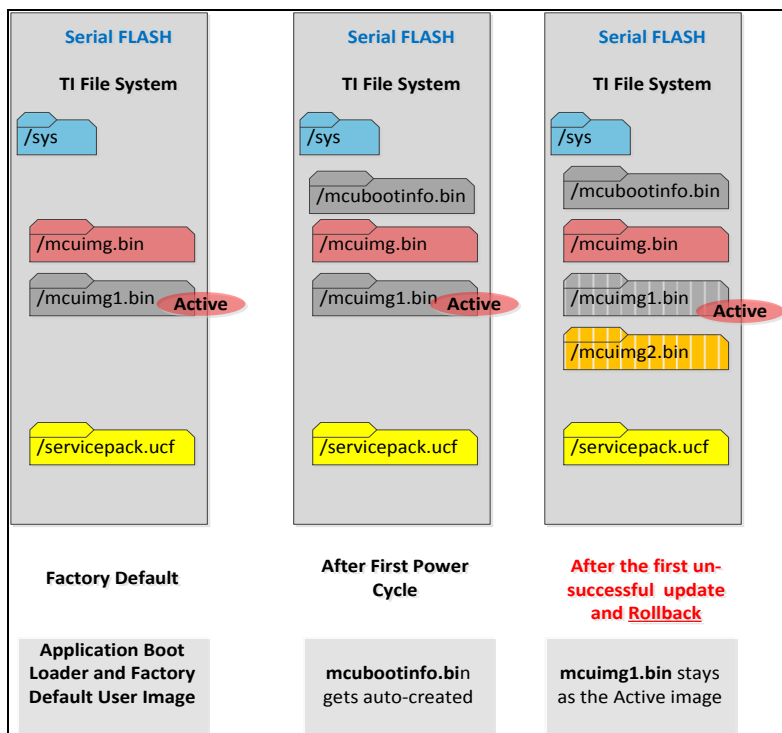 Serial FLASH
TI File System
/sys
/mcuimg.bin
/mcuimg1.bin
Active
/servicepack.ucf
Factory Default
Application Boot
Loader and Factory
Default User Image
Serial FLASH
TI File System
/sys
/mcubootinfo.bin
/mcuimg.bin
/mcuimg1.bin
Active
/servicepack.ucf
After First Power
Cycle
mcubootinfo.bin
gets auto-created
Serial FLASH
TI File System
/sys
/mcubootinfo.bin
/mcuimg.bin
/mcuimg1.bin
Active
/mcuimg2.bin
/servicepack.ucf
After the first un-
successful update
and Rollback
mcuimg1.bin stays
as the Active image